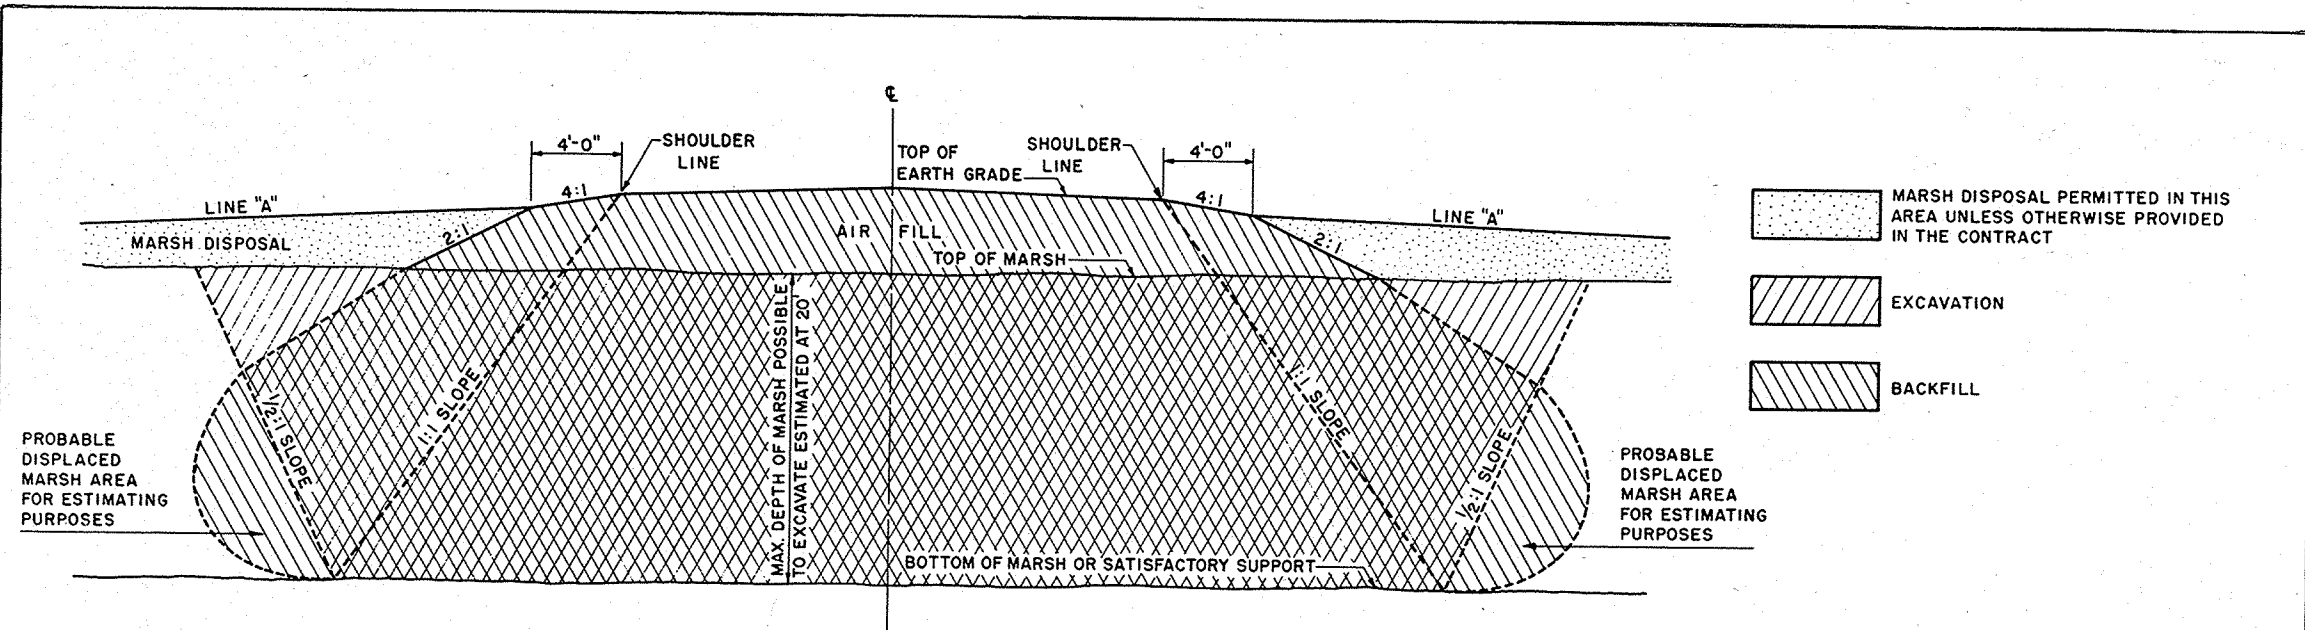 ℄
4'-0"
SHOULDER
LINE
TOP OF
EARTH GRADE
SHOULDER
LINE
4'-0"
4:1
4:1
LINE "A"
LINE "A"
MARSH DISPOSAL
2:1
AIR FILL
2:1
TOP OF MARSH
MAX. DEPTH OF MARSH POSSIBLE
TO EXCAVATE ESTIMATED AT 20'
1/2:1 SLOPE
1:1 SLOPE
1:1 SLOPE
1/2:1 SLOPE
PROBABLE
DISPLACED
MARSH AREA
FOR ESTIMATING
PURPOSES
PROBABLE
DISPLACED
MARSH AREA
FOR ESTIMATING
PURPOSES
BOTTOM OF MARSH OR SATISFACTORY SUPPORT
MARSH DISPOSAL PERMITTED IN THIS
AREA UNLESS OTHERWISE PROVIDED
IN THE CONTRACT
EXCAVATION
BACKFILL